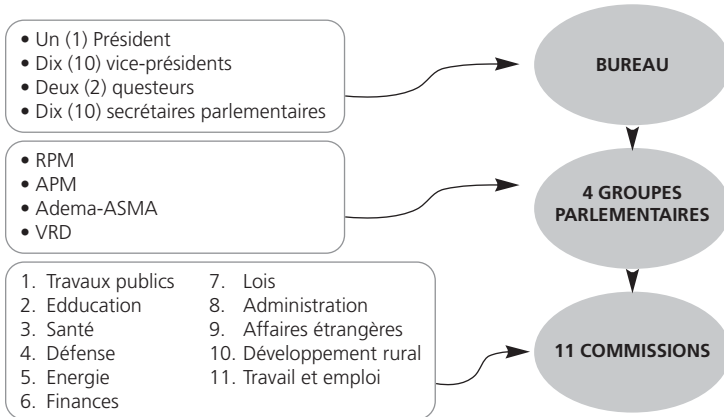 • Un (1) Président
• Dix (10) vice-présidents
• Deux (2) questeurs
• Dix (10) secrétaires parlementaires
BUREAU
• RPM
• APM
• Adema-ASMA
• VRD
4 GROUPES
PARLEMENTAIRES
1. Travaux publics
2. Edducation
3. Santé
4. Défense
5. Energie
6. Finances
7. Lois
8. Administration
9. Affaires étrangères
10. Développement rural
11. Travail et emploi
11 COMMISSIONS